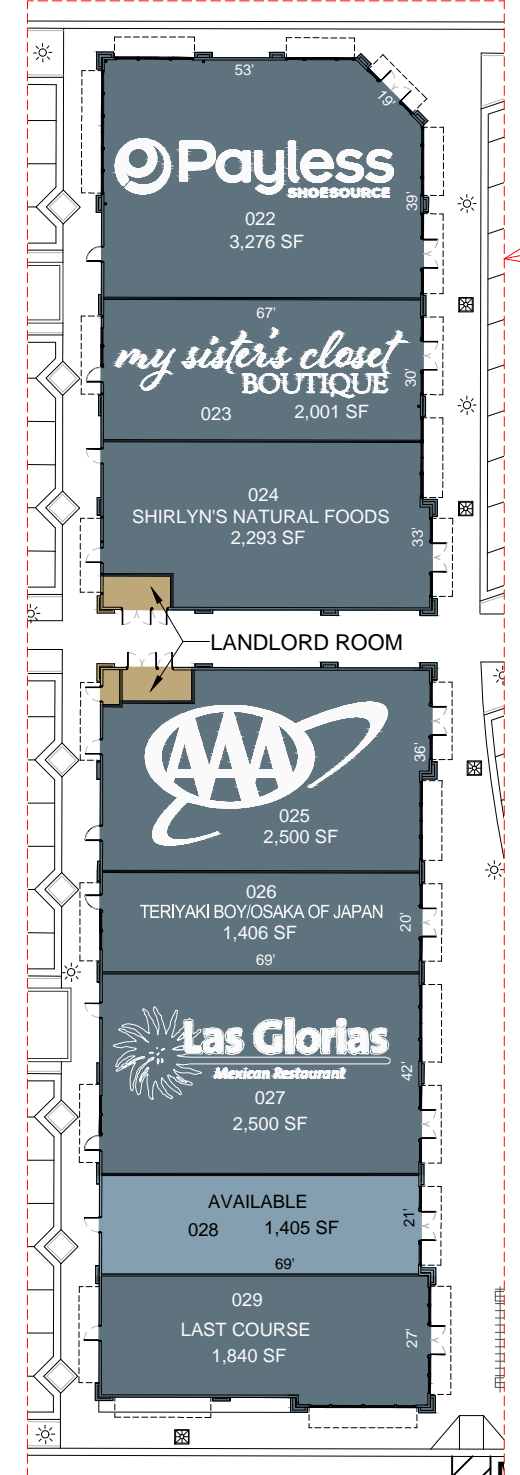 53'
19'
Payless
SHOESOURCE
39'
022
3,276 SF
67'
my sister's closet
BOUTIQUE
30'
023 2,001 SF
024
SHIRLYN'S NATURAL FOODS
2,293 SF
33'
LANDLORD ROOM
AAA
36'
025
2,500 SF
026
TERIYAKI BOY/OSAKA OF JAPAN
1,406 SF
20'
69'
Las Glorias
Mexican Restaurant
42'
027
2,500 SF
AVAILABLE
028 1,405 SF
21'
69'
029
LAST COURSE
1,840 SF
27'